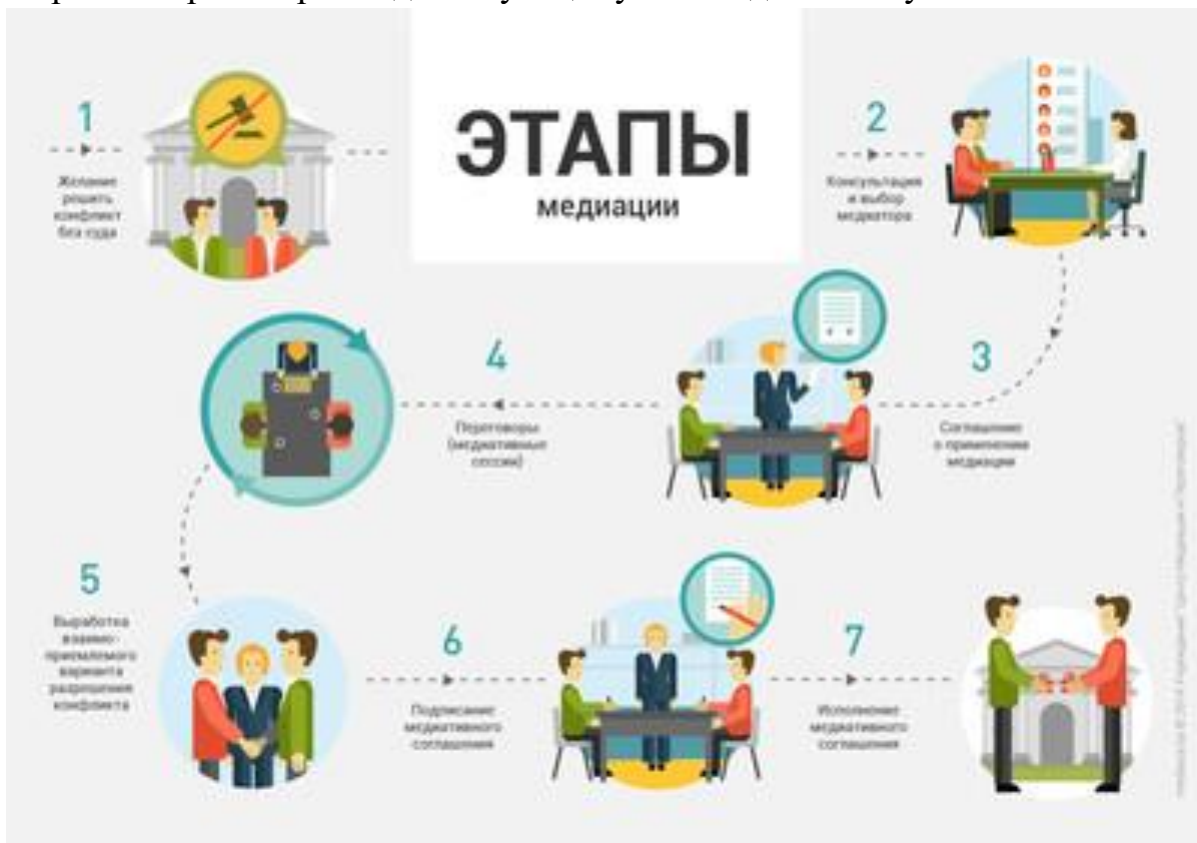 ЭТАПЫ
медиации
1
Желание
решить
конфликт
без суда
2
Консультация
и выбор
медиатора
3
Соглашение
о применении
медиации
4
Переговоры
(медиативные
сессии)
5
Выработка
взаимо-
приемлемого
варианта
разрешения
конфликта
6
Подписание
медиативного
соглашения
7
Исполнение
медиативного
соглашения